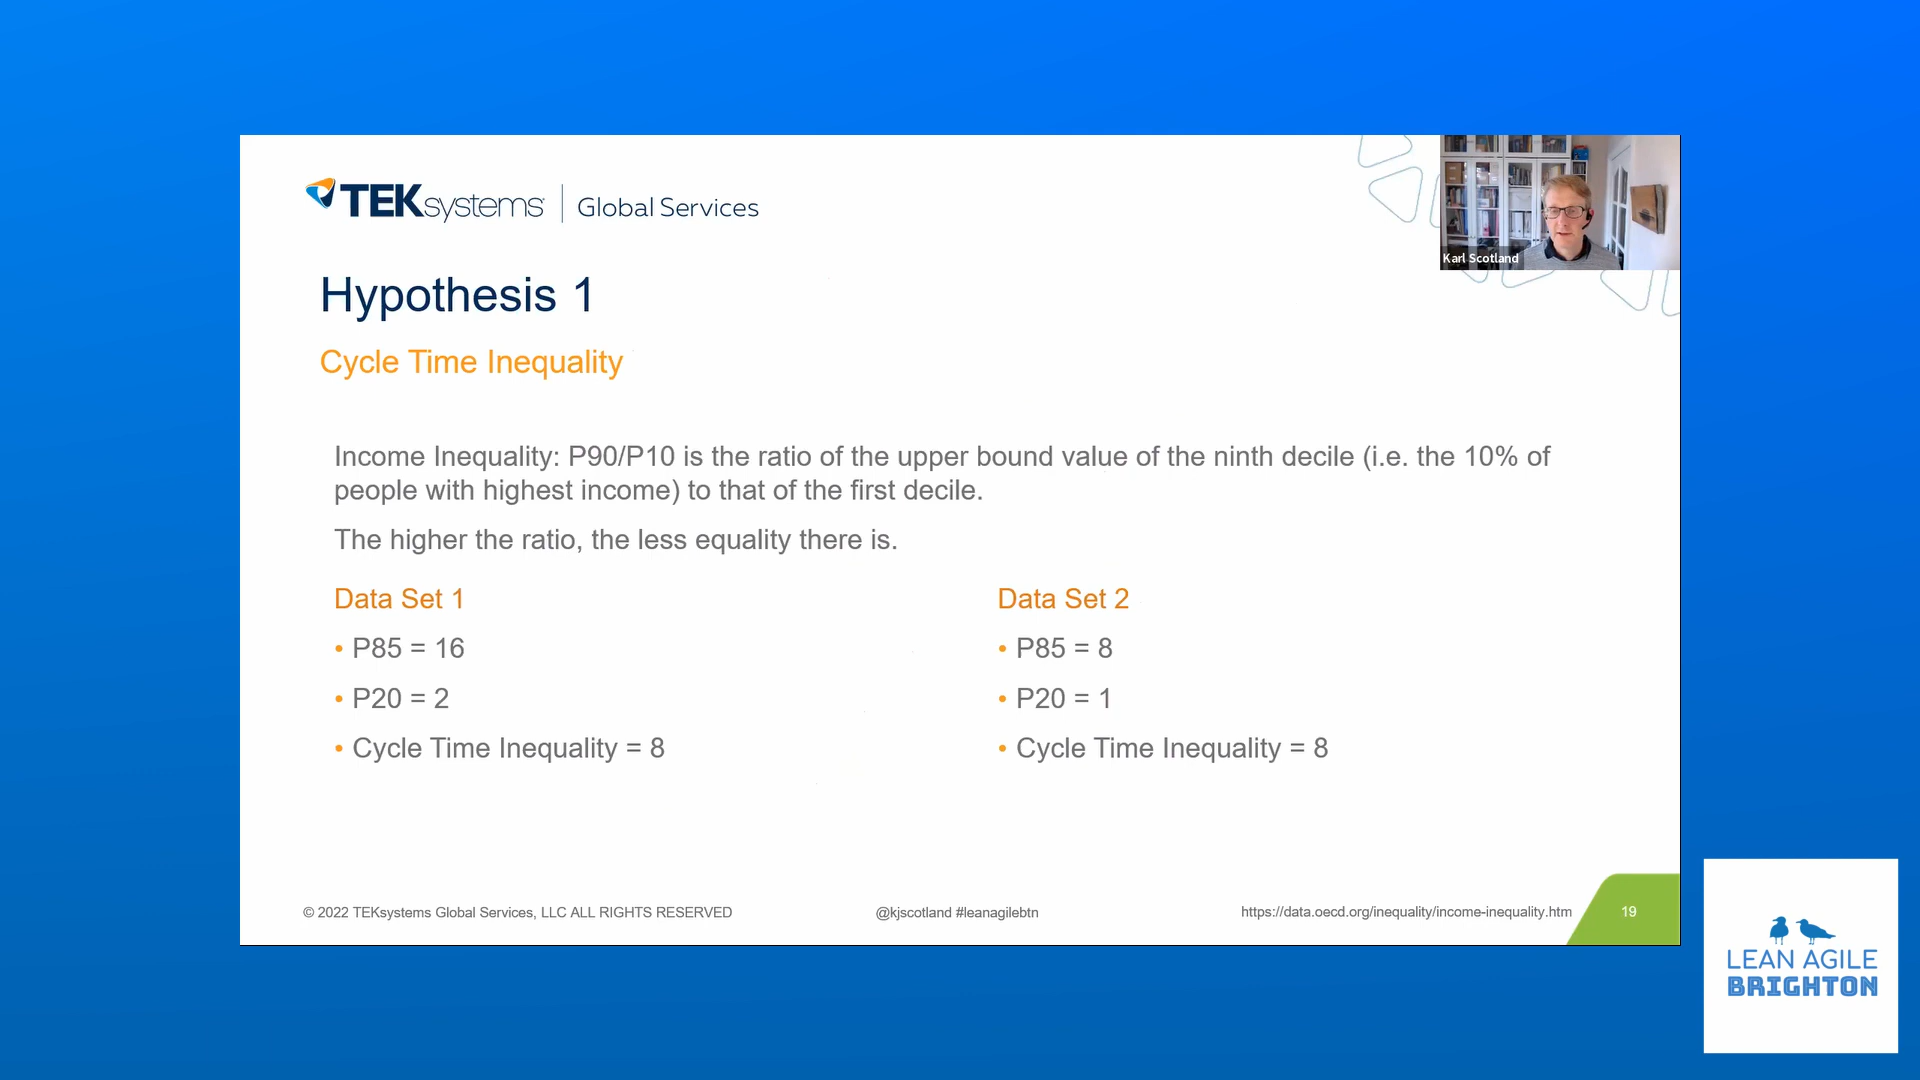 TEKsystems | Global Services
Karl Scotland
Hypothesis 1
Cycle Time Inequality
Income Inequality: P90/P10 is the ratio of the upper bound value of the ninth decile (i.e. the 10% of
people with highest income) to that of the first decile.
The higher the ratio, the less equality there is.
Data Set 1
• P85 = 16
• P20 = 2
• Cycle Time Inequality = 8
Data Set 2
• P85 = 8
• P20 = 1
• Cycle Time Inequality = 8
© 2022 TEKsystems Global Services, LLC ALL RIGHTS RESERVED
@kjscotland #leanagilebtn
https://data.oecd.org/inequality/income-inequality.htm
19
LEAN AGILE
BRIGHTON